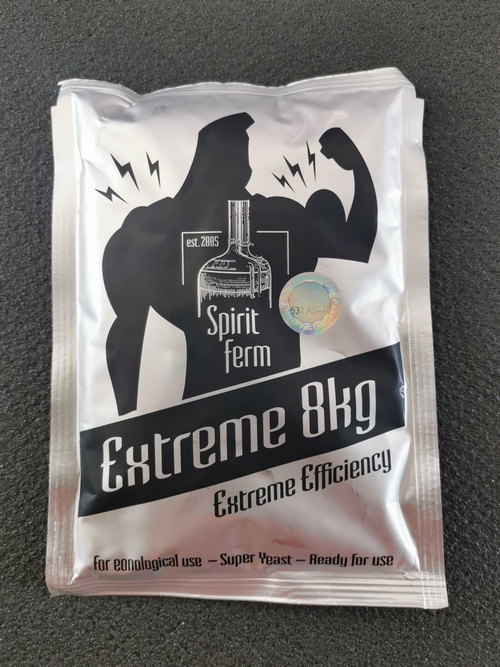 est. 2005
Spirit
ferm
Extreme 8kg
Extreme Efficiency
For eonological use – Super Yeast – Ready for use